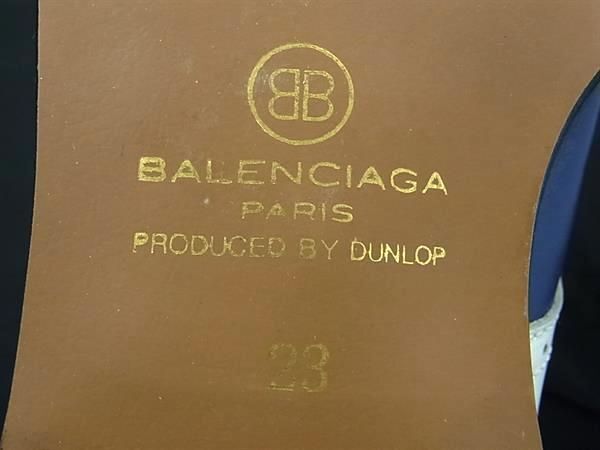 BB
BALENCIAGA
PARIS
PRODUCED BY DUNLOP
23